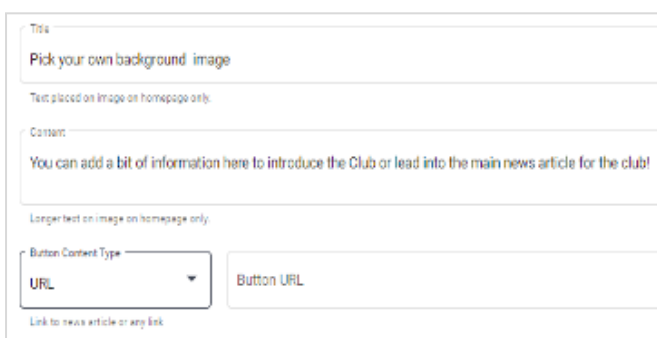 Title
Pick your own background image
Text placed on image on homepage only.
Content
You can add a bit of information here to introduce the Club or lead into the main news article for the club!
Longer text on image on homepage only.
Button Content Type
URL
Button URL
Link to news article or any link